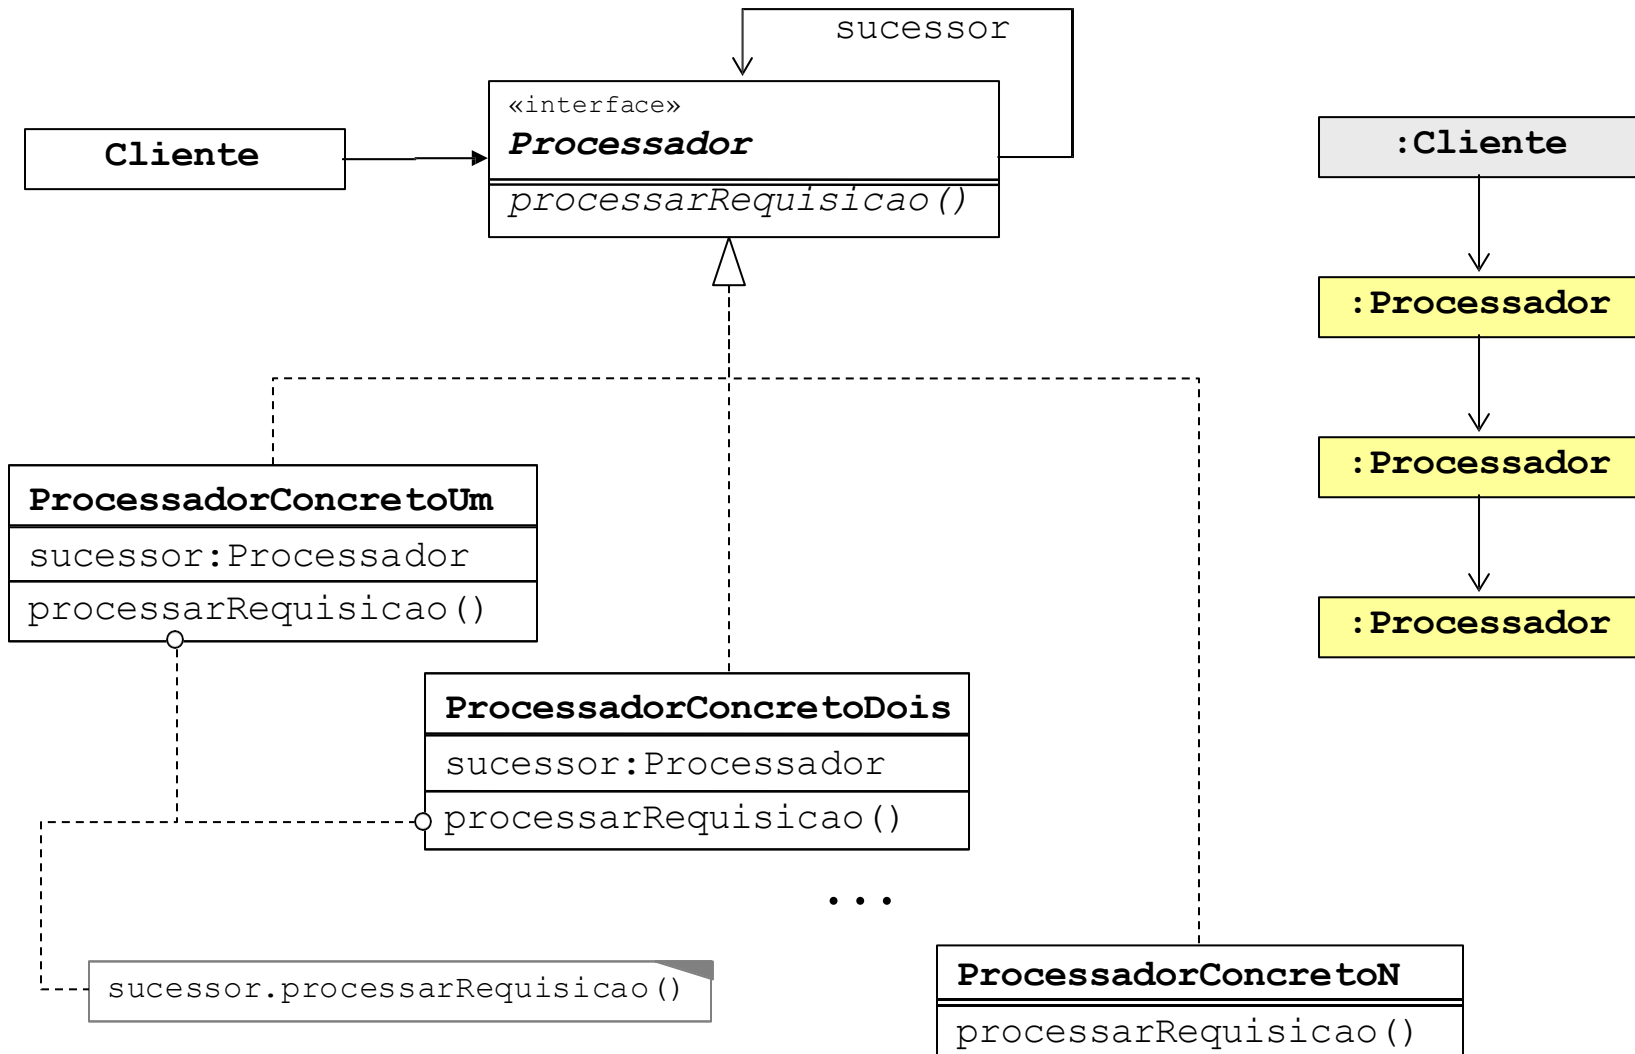 sucessor
«interface»
Processador
processarRequisicao()
Cliente
:Cliente
:Processador
:Processador
:Processador
ProcessadorConcretoUm
sucessor:Processador
processarRequisicao()
ProcessadorConcretoDois
sucessor:Processador
processarRequisicao()
...
sucessor.processarRequisicao()
ProcessadorConcretoN
processarRequisicao()